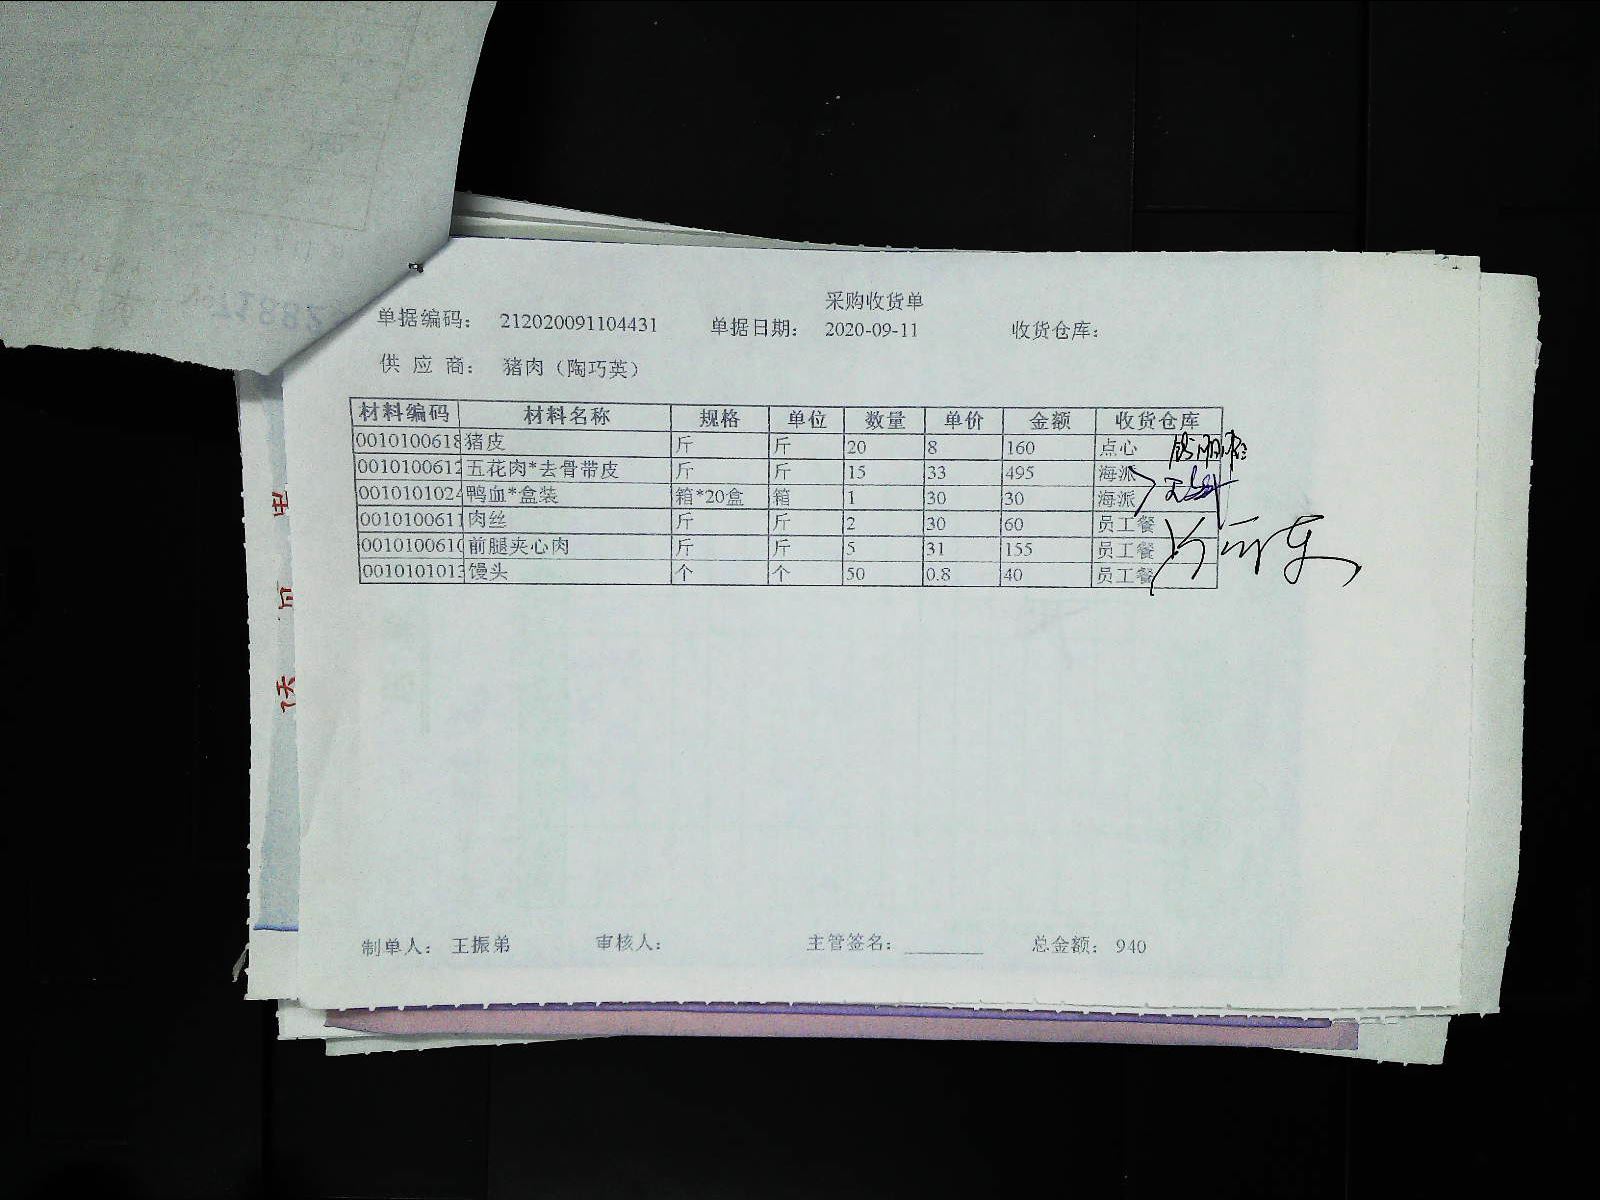 采购收货单
单据编码： 212020091104431 单据日期： 2020-09-11 收货仓库：
供 应 商： 猪肉（陶巧英）
材料编码 材料名称 规格 单位 数量 单价 金额 收货仓库
0010100618 猪皮 斤 斤 20 8 160 点心
0010100612 五花肉*去骨带皮 斤 斤 15 33 495 海派
0010101024 鸭血*盒装 箱*20盒 箱 1 30 30 海派
0010100611 肉丝 斤 斤 2 30 60 员工餐
0010100610 前腿夹心肉 斤 斤 5 31 155 员工餐
0010101013 馒头 个 个 50 0.8 40 员工餐
制单人： 王振弟 审核人： 主管签名： 总金额： 940